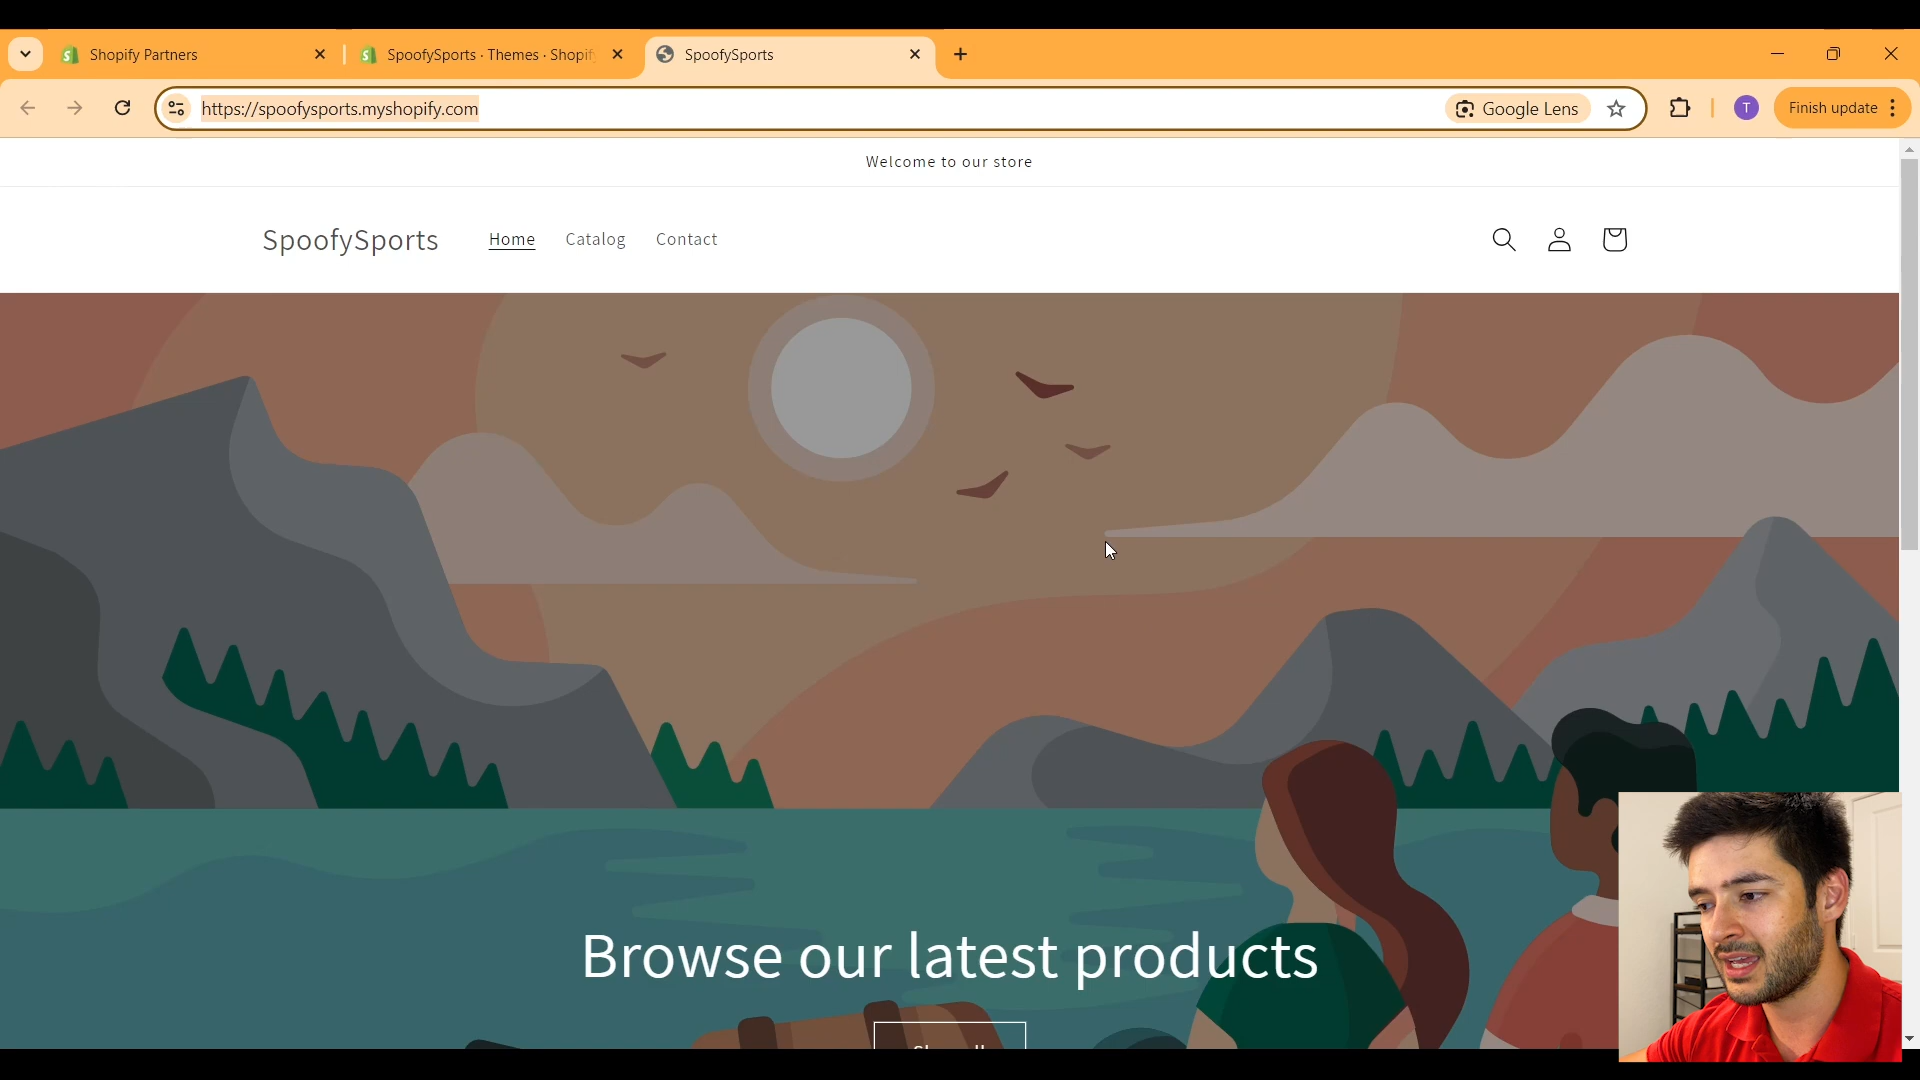 Shopify Partners
SpoofySports · Themes · Shopif
SpoofySports
https://spoofysports.myshopify.com
Google Lens
T
Finish update
Welcome to our store
SpoofySports
Home
Catalog
Contact
Browse our latest products